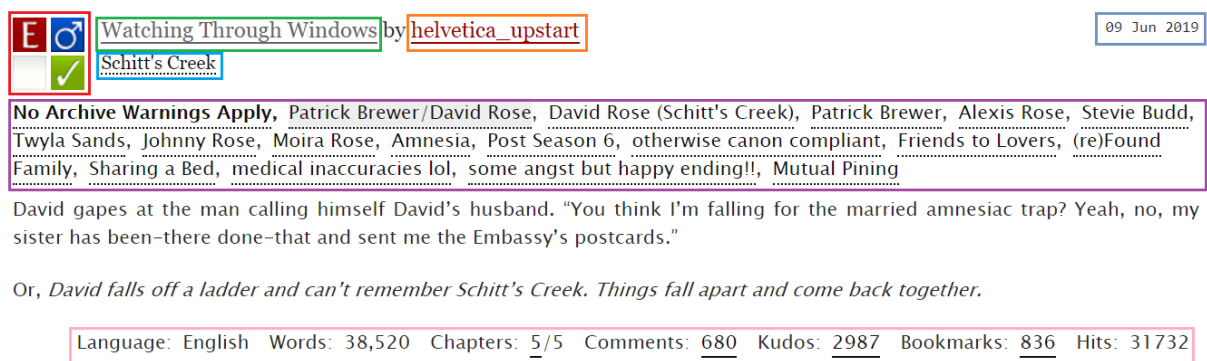 E Watching Through Windows by helvetica_upstart 09 Jun 2019
Schitt's Creek
No Archive Warnings Apply, Patrick Brewer/David Rose, David Rose (Schitt's Creek), Patrick Brewer, Alexis Rose, Stevie Budd,
Twyla Sands, Johnny Rose, Moira Rose, Amnesia, Post Season 6, otherwise canon compliant, Friends to Lovers, (re)Found
Family, Sharing a Bed, medical inaccuracies lol, some angst but happy ending!!, Mutual Pining
David gapes at the man calling himself David’s husband. “You think I’m falling for the married amnesiac trap? Yeah, no, my
sister has been-there done-that and sent me the Embassy’s postcards.”
Or, David falls off a ladder and can’t remember Schitt’s Creek. Things fall apart and come back together.
Language: English Words: 38,520 Chapters: 5/5 Comments: 680 Kudos: 2987 Bookmarks: 836 Hits: 31732